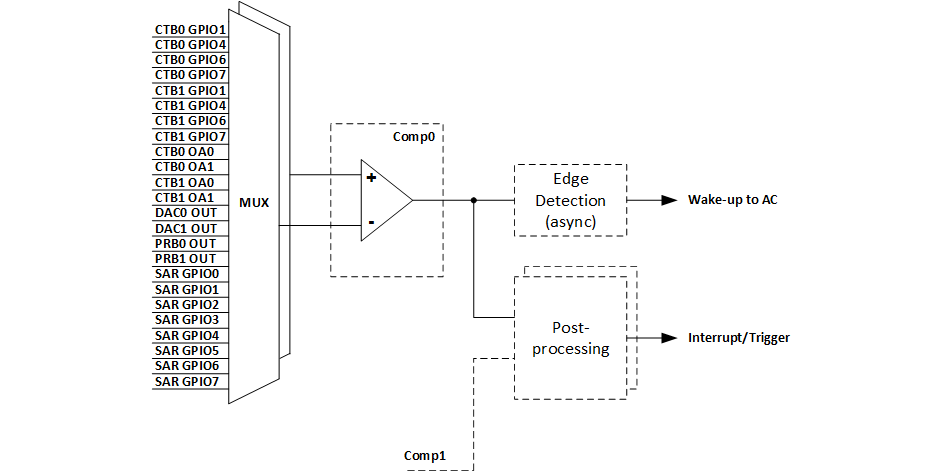 CTB0 GPIO1
CTB0 GPIO4
CTB0 GPIO6
CTB0 GPIO7
CTB1 GPIO1
CTB1 GPIO4
CTB1 GPIO6
CTB1 GPIO7
CTB0 OA0
CTB0 OA1
CTB1 OA0
CTB1 OA1
DAC0 OUT
DAC1 OUT
PRB0 OUT
PRB1 OUT
SAR GPIO0
SAR GPIO1
SAR GPIO2
SAR GPIO3
SAR GPIO4
SAR GPIO5
SAR GPIO6
SAR GPIO7
MUX
Comp0
+
-
Edge
Detection
(async)
Wake-up to AC
Post-
processing
Interrupt/Trigger
Comp1